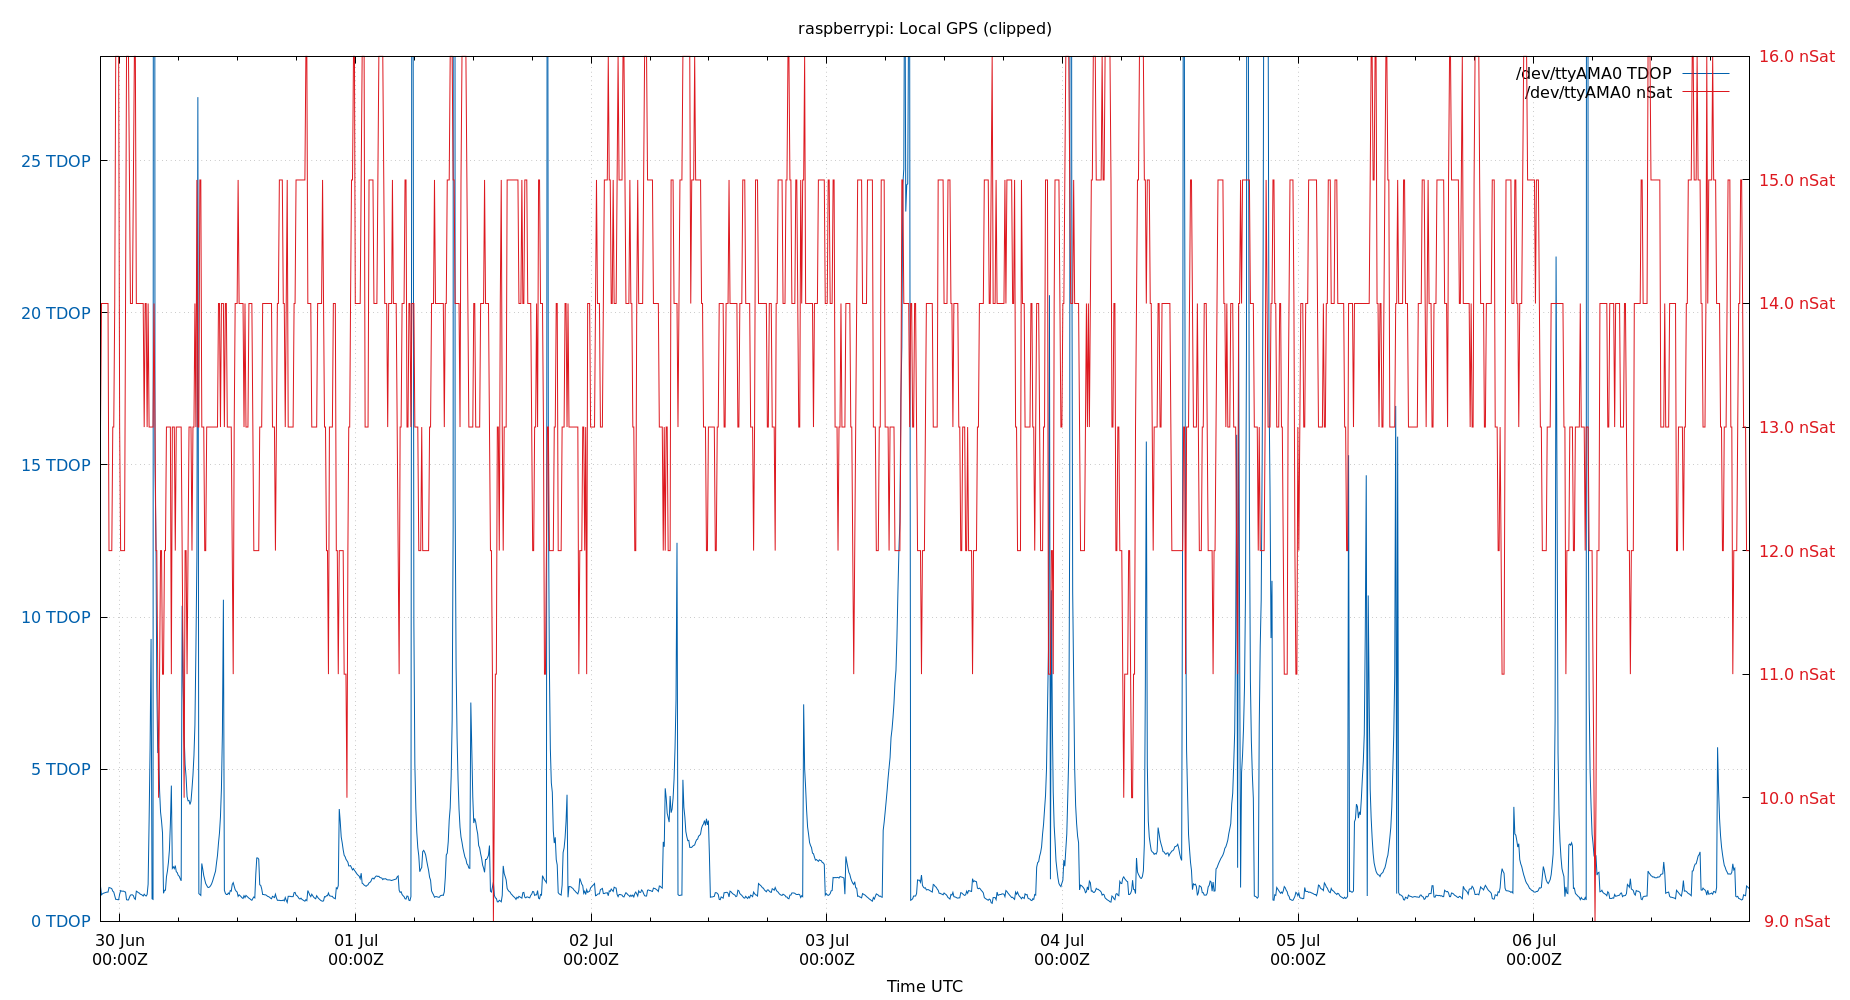 raspberrypi: Local GPS (clipped)
16.0 nSat
/dev/ttyAMA0 TDOP
/dev/ttyAMA0 nSat
25 TDOP
15.0 nSat
20 TDOP
14.0 nSat
15 TDOP
13.0 nSat
12.0 nSat
10 TDOP
11.0 nSat
5 TDOP
10.0 nSat
0 TDOP
9.0 nSat
30 Jun
00:00Z
01 Jul
00:00Z
02 Jul
00:00Z
03 Jul
00:00Z
04 Jul
00:00Z
05 Jul
00:00Z
06 Jul
00:00Z
Time UTC